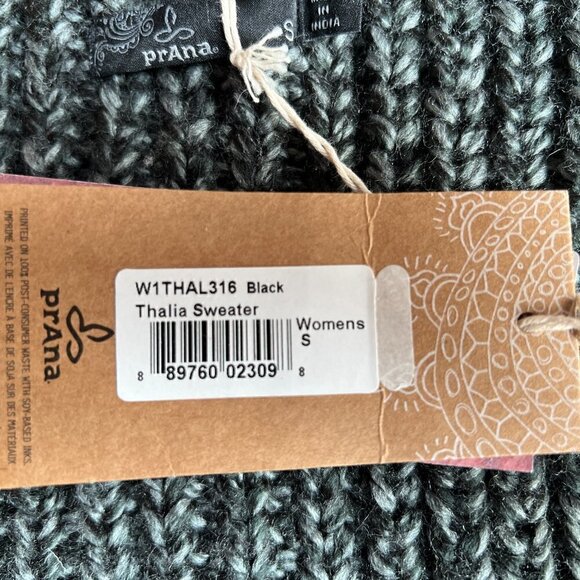 prAna
S
IN
INDIA
W1THAL316 Black
Thalia Sweater
Womens
S
8 89760 02309 8
prAna
PRINTED ON 100% POST-CONSUMER WASTE WITH SOY-BASED INKS.
IMPRIMÉ AVEC DE L'ENCRE À BASE DE SOJA SUR DES MATÉRIAUX